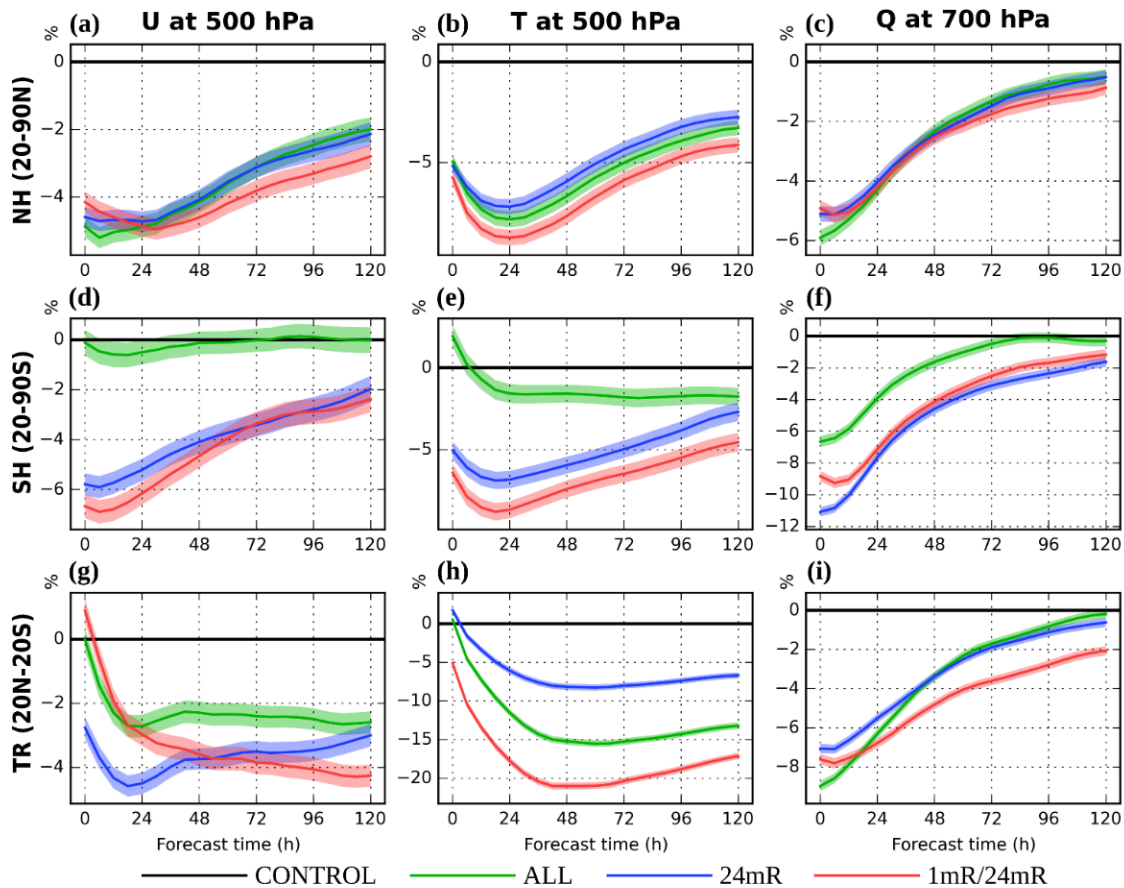 (a) U at 500 hPa (b) T at 500 hPa (c) Q at 700 hPa
% % %
NH (20-90N)
0 0 0
−2 −2
−4 −5 −4
−6
0 24 48 72 96 120 0 24 48 72 96 120 0 24 48 72 96 120
(d) (e) (f)
% % %
SH (20-90S)
0 0 0
−2 −2
−4 −4
−5 −6
−6 −8
−10
−12
0 24 48 72 96 120 0 24 48 72 96 120 0 24 48 72 96 120
(g) (h) (i)
% % %
TR (20N-20S)
0 0 0
−5 −2
−2 −10 −4
−4 −15 −6
−20 −8
0 24 48 72 96 120 0 24 48 72 96 120 0 24 48 72 96 120
Forecast time (h) Forecast time (h) Forecast time (h)
CONTROL ALL 24mR 1mR/24mR